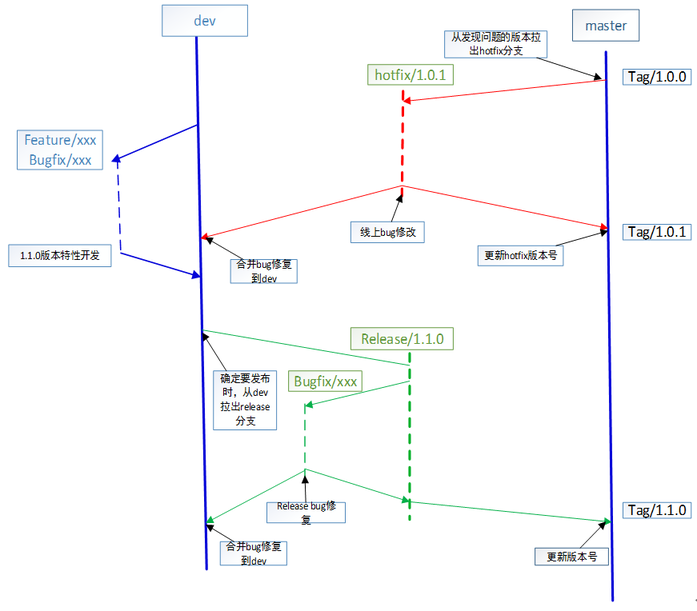 dev
master
从发现问题的版本拉
出hotfix分支
hotfix/1.0.1
Tag/1.0.0
Feature/xxx
Bugfix/xxx
线上bug修改
Tag/1.0.1
1.1.0版本特性开发
合并bug修复
到dev
更新hotfix版本号
Release/1.1.0
确定要发布
时，从dev
拉出release
分支
Bugfix/xxx
Release bug修
复
Tag/1.1.0
合并bug修复
到dev
更新版本号